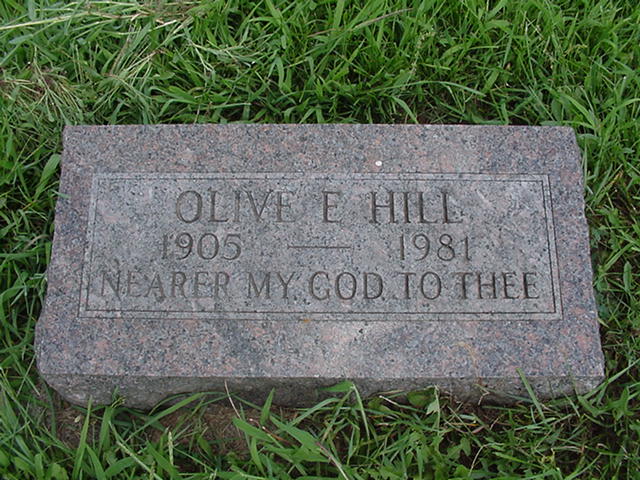 OLIVE E HILL
1905 — 1981
NEARER MY GOD TO THEE